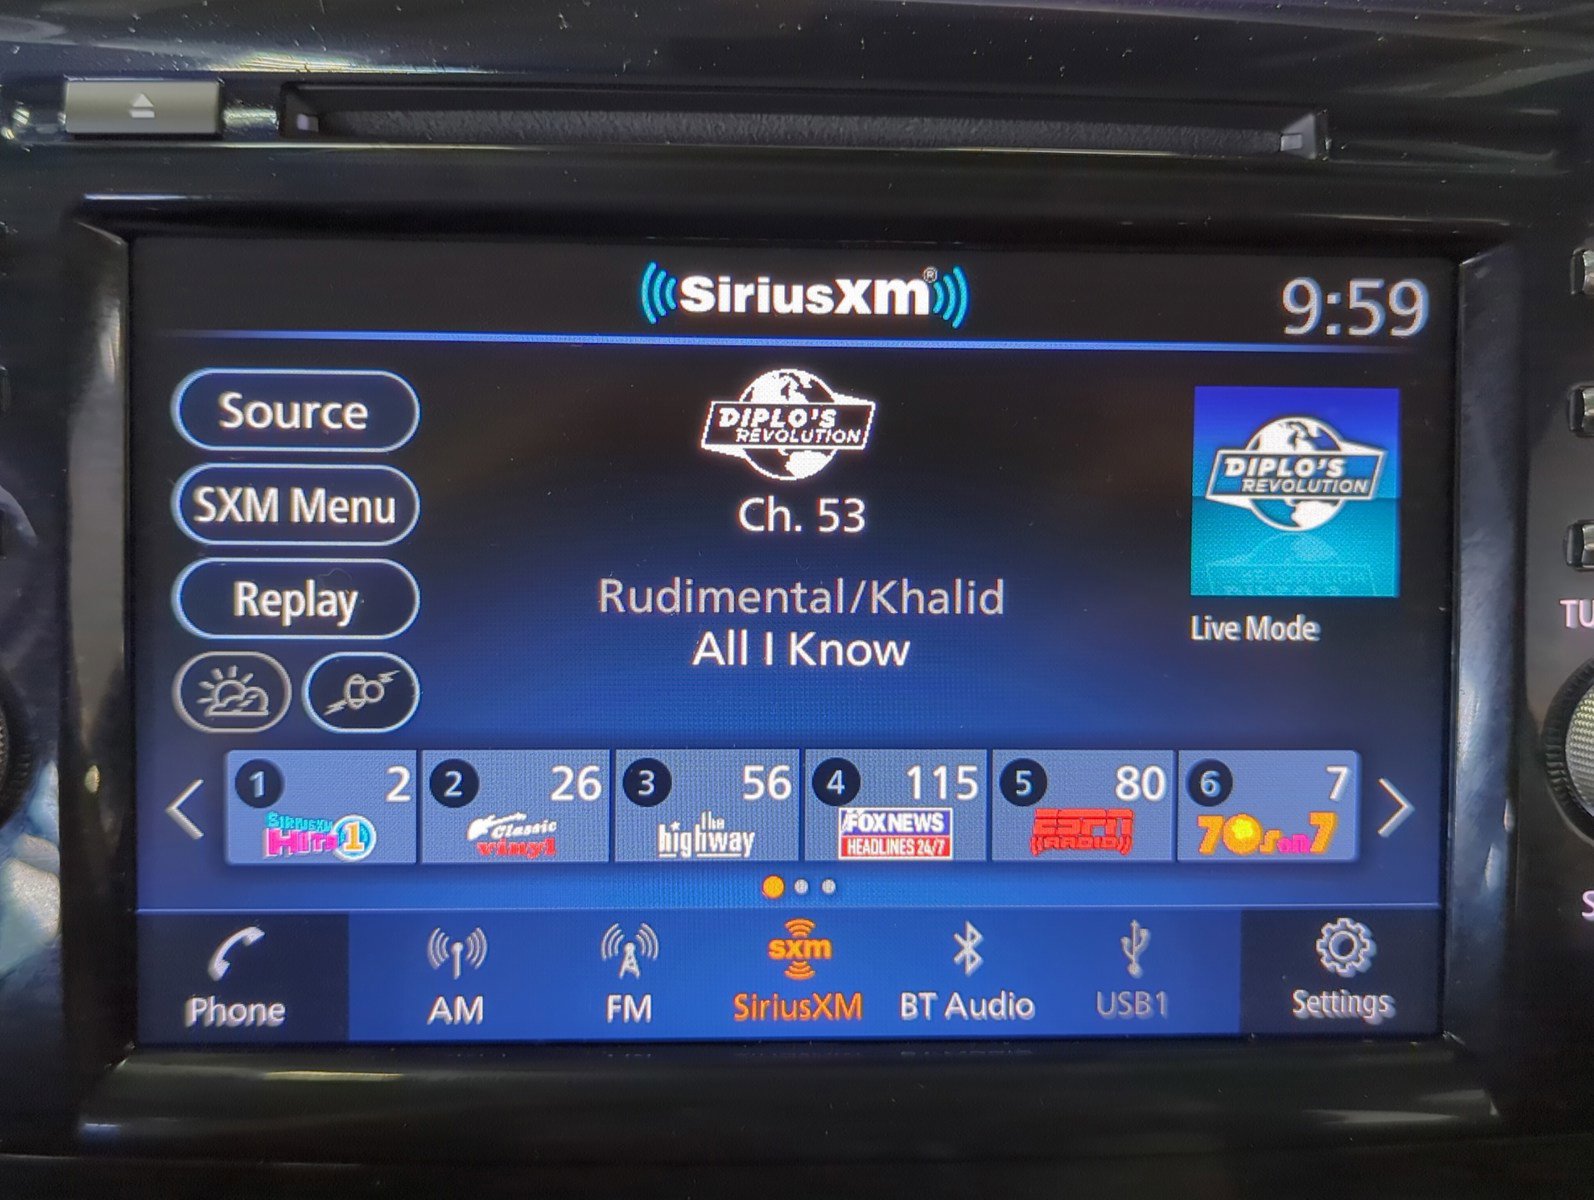 SiriusXM®
9:59
Source
SXM Menu
Replay
DIPLO'S
REVOLUTION
Ch. 53
Rudimental/Khalid
All I Know
DIPLO'S
REVOLUTION
Live Mode
1 2
SiriusXM
Hits 1
2 26
Classic
vinyl
3 56
the
highway
4 115
FOX NEWS
HEADLINES 24/7
5 80
ESPN
RADIO
6 7
70s on 7
Phone
AM
FM
sxm
SiriusXM
BT Audio
USB1
Settings
TU
S